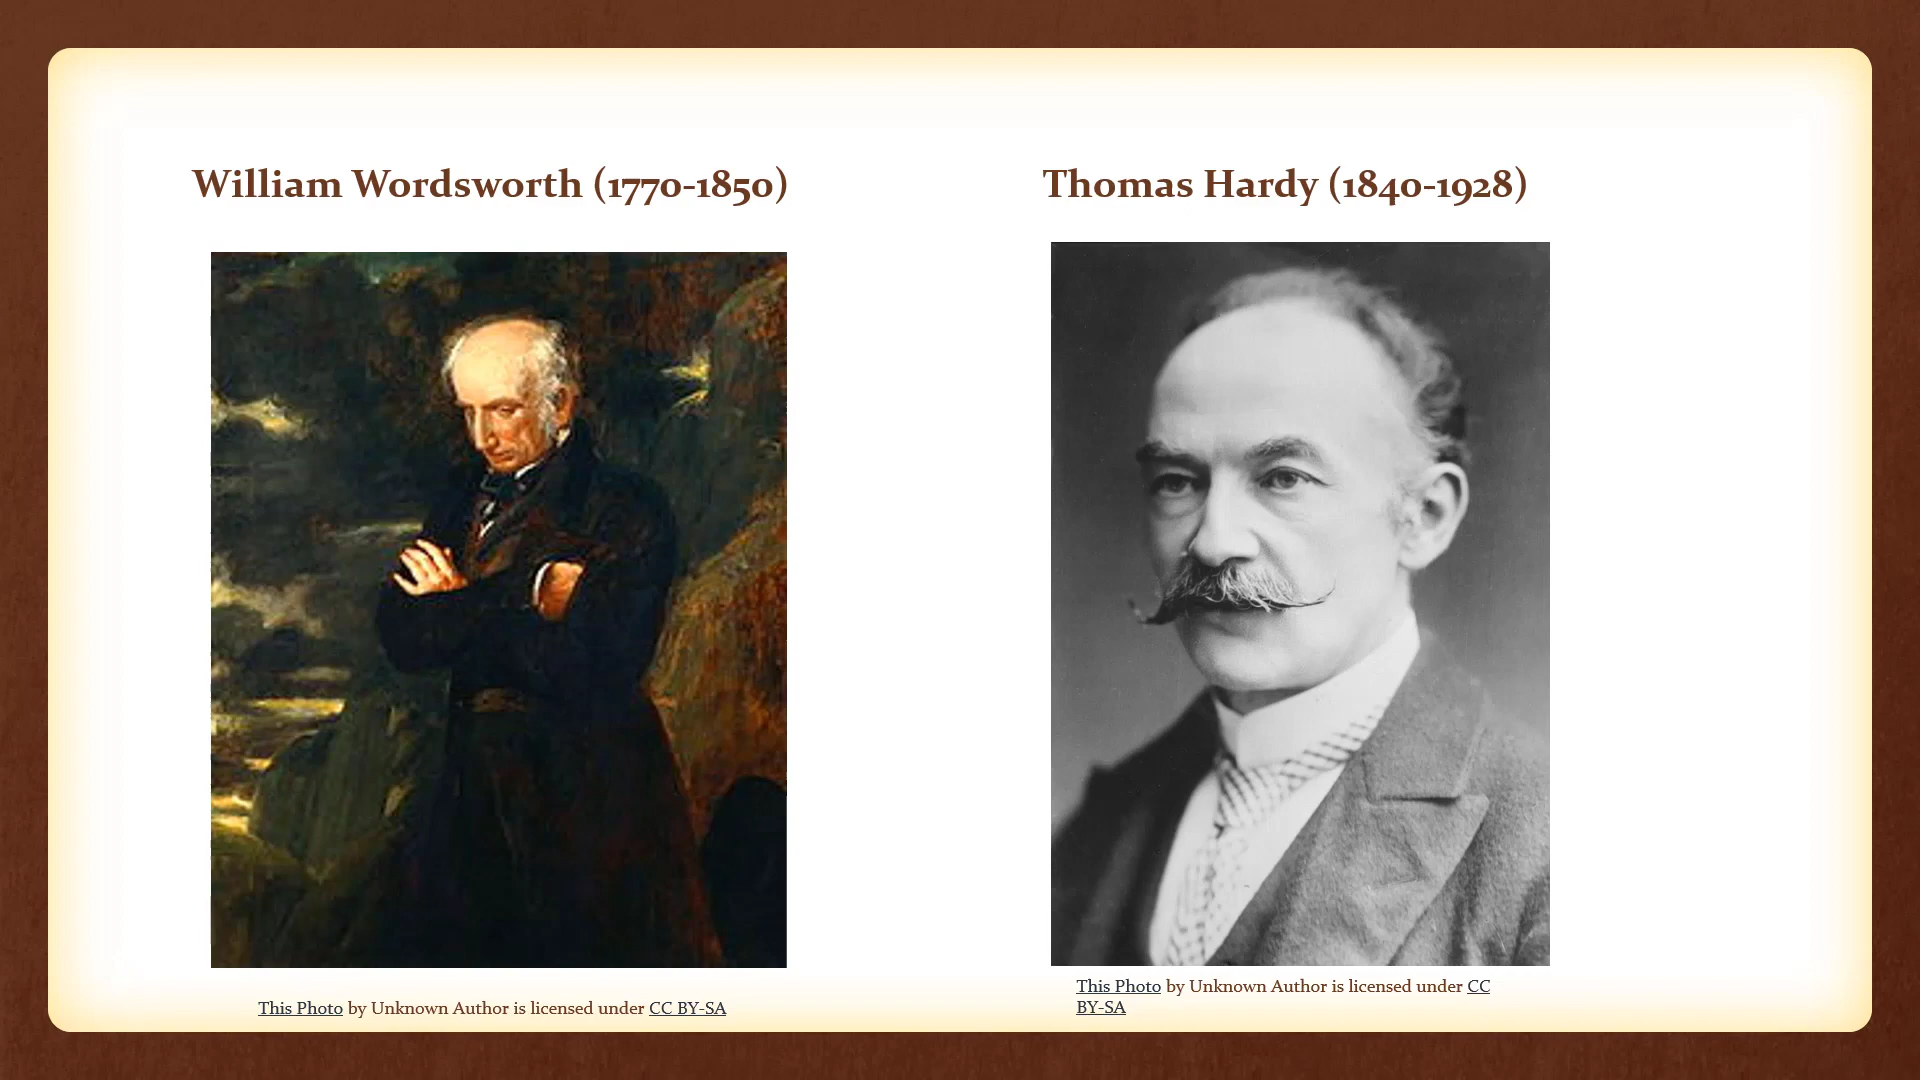 William Wordsworth (1770-1850)
Thomas Hardy (1840-1928)
This Photo by Unknown Author is licensed under CC BY-SA
This Photo by Unknown Author is licensed under CC
BY-SA